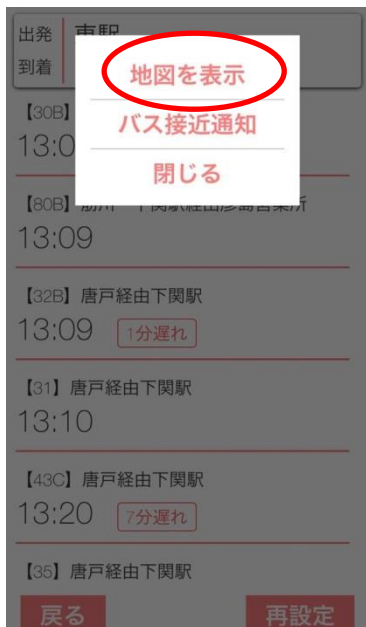 出発
東駅
到着
地図を表示
バス接近通知
閉じる
【30B】
13:0
【80B】
13:09
【32B】唐戸経由下関駅
13:09 1分遅れ
【31】唐戸経由下関駅
13:10
【43C】唐戸経由下関駅
13:20 7分遅れ
【35】唐戸経由下関駅
戻る
再設定